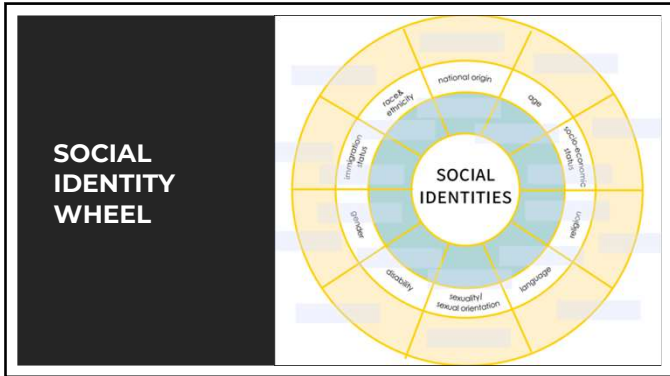 SOCIAL
IDENTITY
WHEEL
national origin
age
socio-economic
status
religion
language
sexuality/
sexual orientation
disability
gender
immigration
status
race&
ethnicity
SOCIAL
IDENTITIES